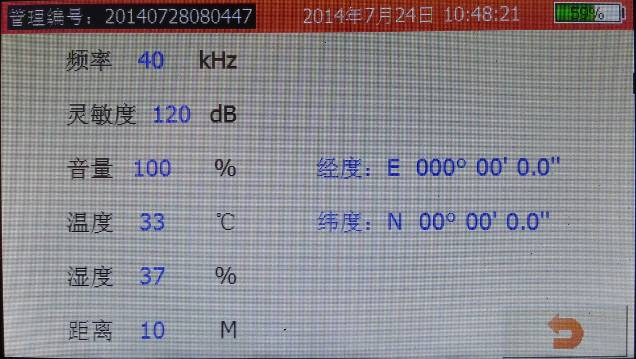 管理编号：20140728080447 2014年7月24日 10:48:21 59%
频率 40 kHz
灵敏度 120 dB
音量 100 % 经度：E 000° 00' 0.0"
温度 33 ℃ 纬度：N 00° 00' 0.0"
湿度 37 %
距离 10 M